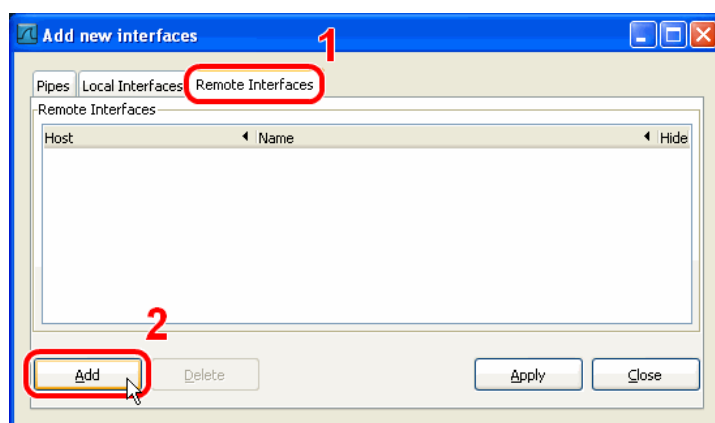 Add new interfaces
1
Pipes Local Interfaces Remote Interfaces
Remote Interfaces
Host Name Hide
2
Add Delete Apply Close